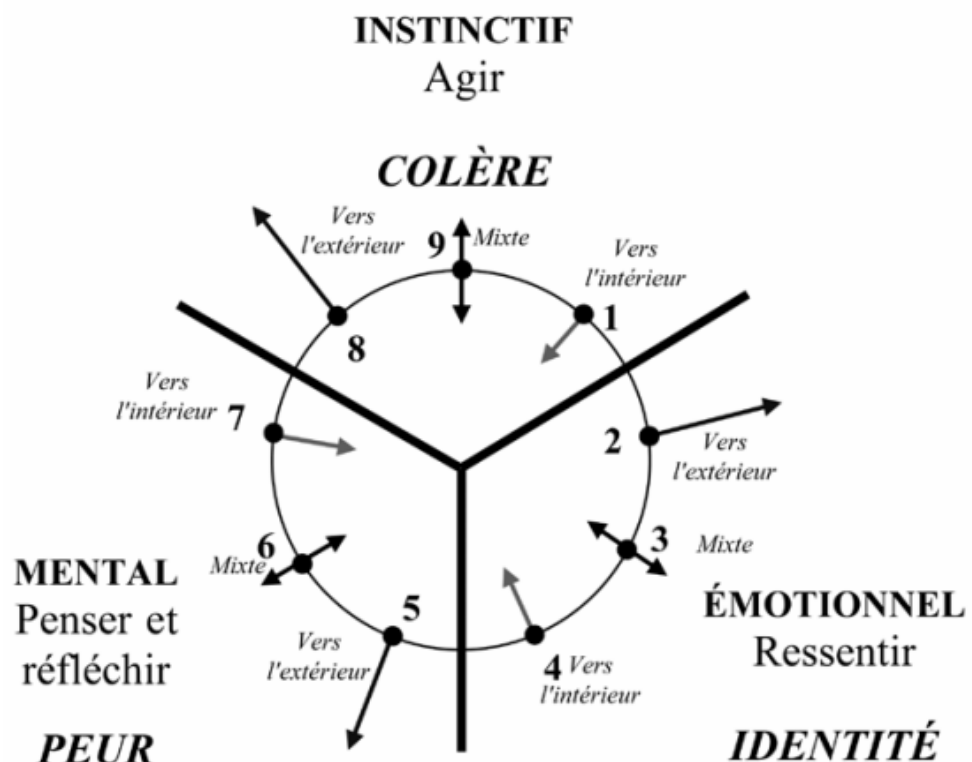 INSTINCTIF
Agir
COLÈRE
Vers
l'extérieur
9
Mixte
Vers
l'intérieur
1
8
Vers
l'intérieur
7
2
Vers
l'extérieur
6
Mixte
3
Mixte
MENTAL
Penser et
réfléchir
PEUR
5
Vers
l'extérieur
4
Vers
l'intérieur
ÉMOTIONNEL
Ressentir
IDENTITÉ